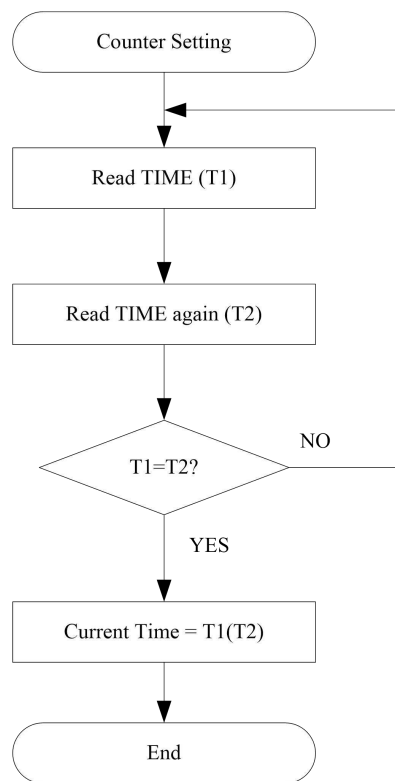 Counter Setting
Read TIME (T1)
Read TIME again (T2)
T1=T2?
NO
YES
Current Time = T1(T2)
End